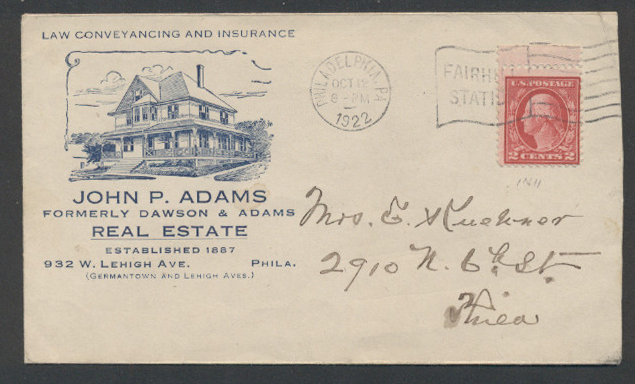 LAW CONVEYANCING AND INSURANCE
JOHN P. ADAMS
FORMERLY DAWSON & ADAMS
REAL ESTATE
ESTABLISHED 1887
932 W. LEHIGH AVE. PHILA.
(GERMANTOWN AND LEHIGH AVES.)
PHILADELPHIA, PA.
OCT 12
8-PM
1922
STATI
U.S. POSTAGE
2 CENTS 2
Mrs. E.
2910 N. 6th St.
Phila